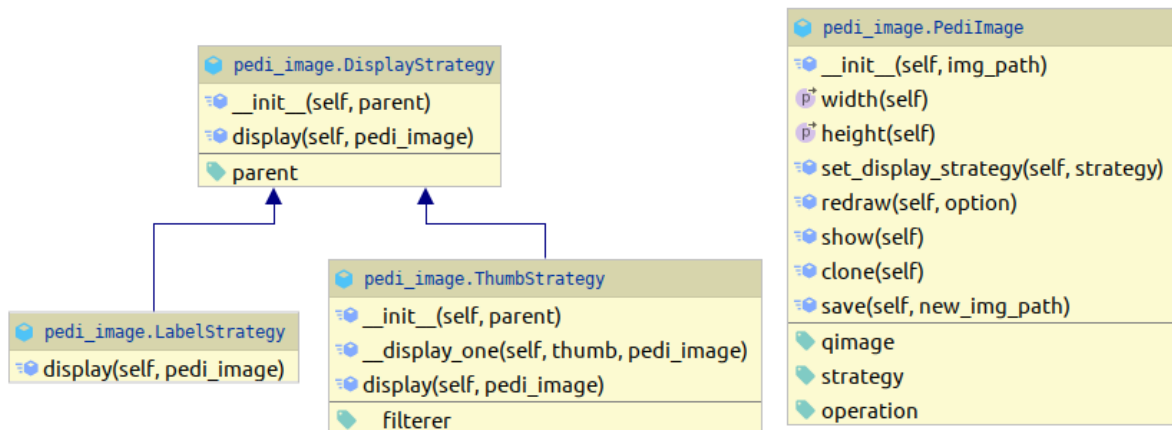 pedi_image.DisplayStrategy
__init__(self, parent)
display(self, pedi_image)
parent
pedi_image.LabelStrategy
display(self, pedi_image)
pedi_image.ThumbStrategy
__init__(self, parent)
__display_one(self, thumb, pedi_image)
display(self, pedi_image)
__filterer
pedi_image.PediImage
__init__(self, img_path)
p width(self)
p height(self)
set_display_strategy(self, strategy)
redraw(self, option)
show(self)
clone(self)
save(self, new_img_path)
qimage
strategy
operation